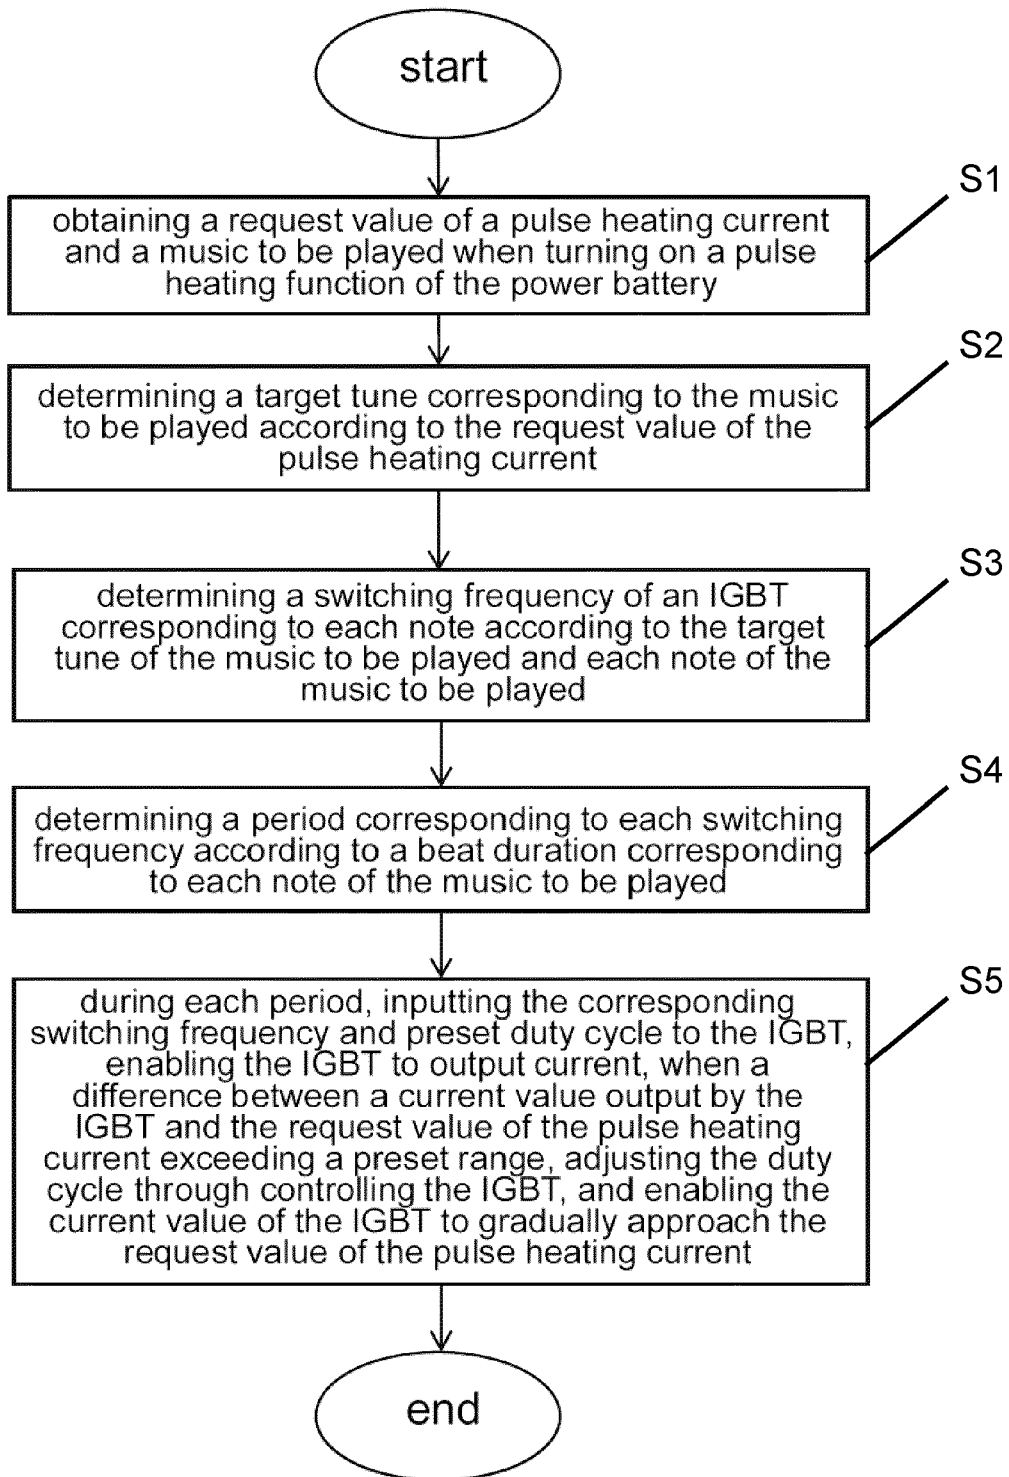 start
S1
obtaining a request value of a pulse heating current
and a music to be played when turning on a pulse
heating function of the power battery
S2
determining a target tune corresponding to the music
to be played according to the request value of the
pulse heating current
S3
determining a switching frequency of an IGBT
corresponding to each note according to the target
tune of the music to be played and each note of the
music to be played
S4
determining a period corresponding to each switching
frequency according to a beat duration corresponding
to each note of the music to be played
S5
during each period, inputting the corresponding
switching frequency and preset duty cycle to the IGBT,
enabling the IGBT to output current, when a
difference between a current value output by the
IGBT and the request value of the pulse heating
current exceeding a preset range, adjusting the duty
cycle through controlling the IGBT, and enabling the
current value of the IGBT to gradually approach the
request value of the pulse heating current
end